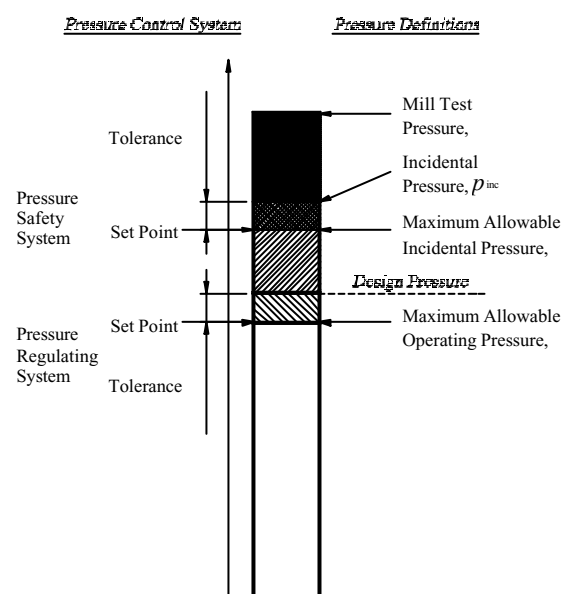 Pressure Control System
Pressure Definitions
Mill Test
Pressure,
Tolerance
Incidental
Pressure, pinc
Pressure
Safety
System
Set Point
Maximum Allowable
Incidental Pressure,
Design Pressure
Set Point
Maximum Allowable
Operating Pressure,
Pressure
Regulating
System
Tolerance